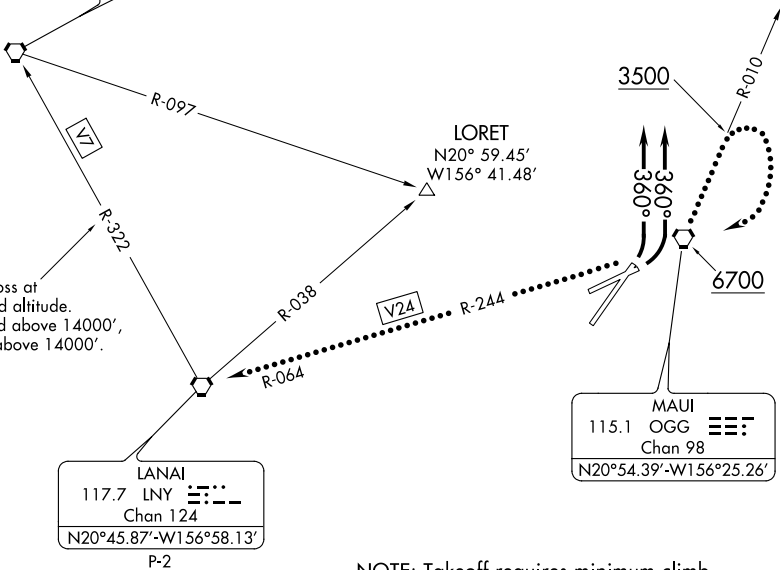 R-010
3500
R-097
V7
LORET
N20° 59.45′
W156° 41.48′
360°
360°
R-322
6700
oss at
d altitude.
d above 14000′,
above 14000′.
R-038
V24
R-244
R-064
MAUI
115.1 OGG
Chan 98
N20°54.39′-W156°25.26′
LANAI
117.7 LNY
Chan 124
N20°45.87′-W156°58.13′
P-2
NOTE: Takeoff requires minimum climb